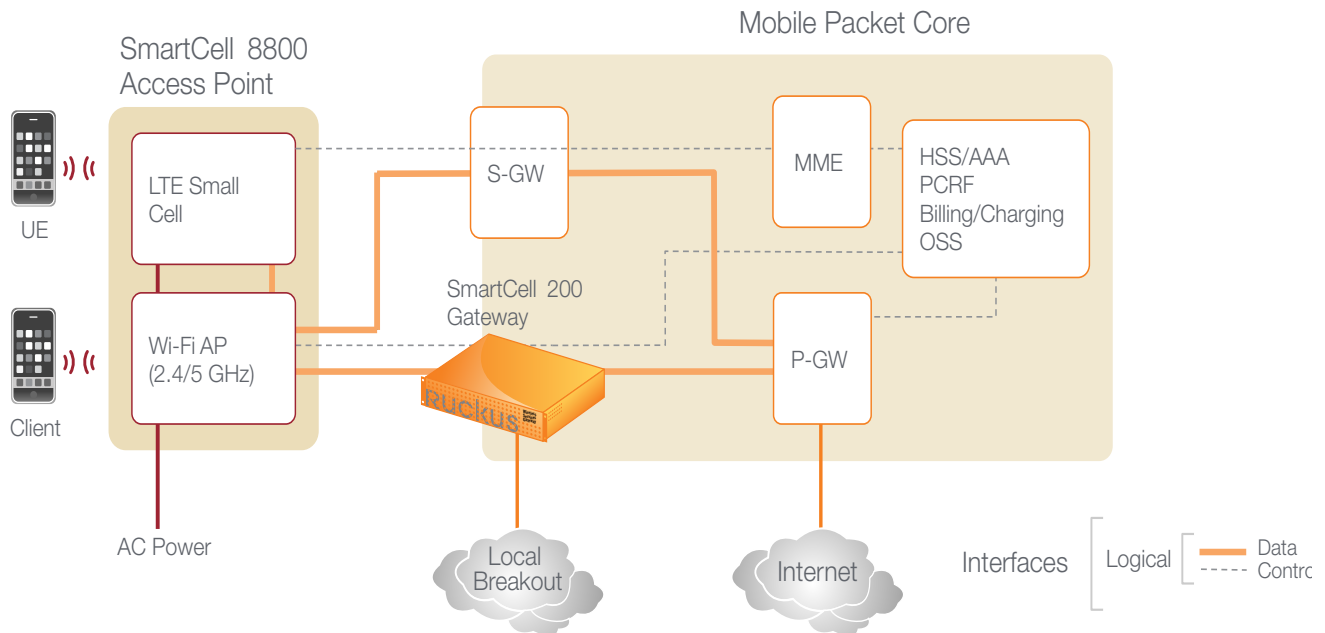 Mobile Packet Core
SmartCell 8800
Access Point
LTE Small
Cell
UE
S-GW
MME
HSS/AAA
PCRF
Billing/Charging
OSS
SmartCell 200
Gateway
Wi-Fi AP
(2.4/5 GHz)
Client
Ruckus
P-GW
AC Power
Local
Breakout
Internet
Interfaces
Logical
Data
Contro